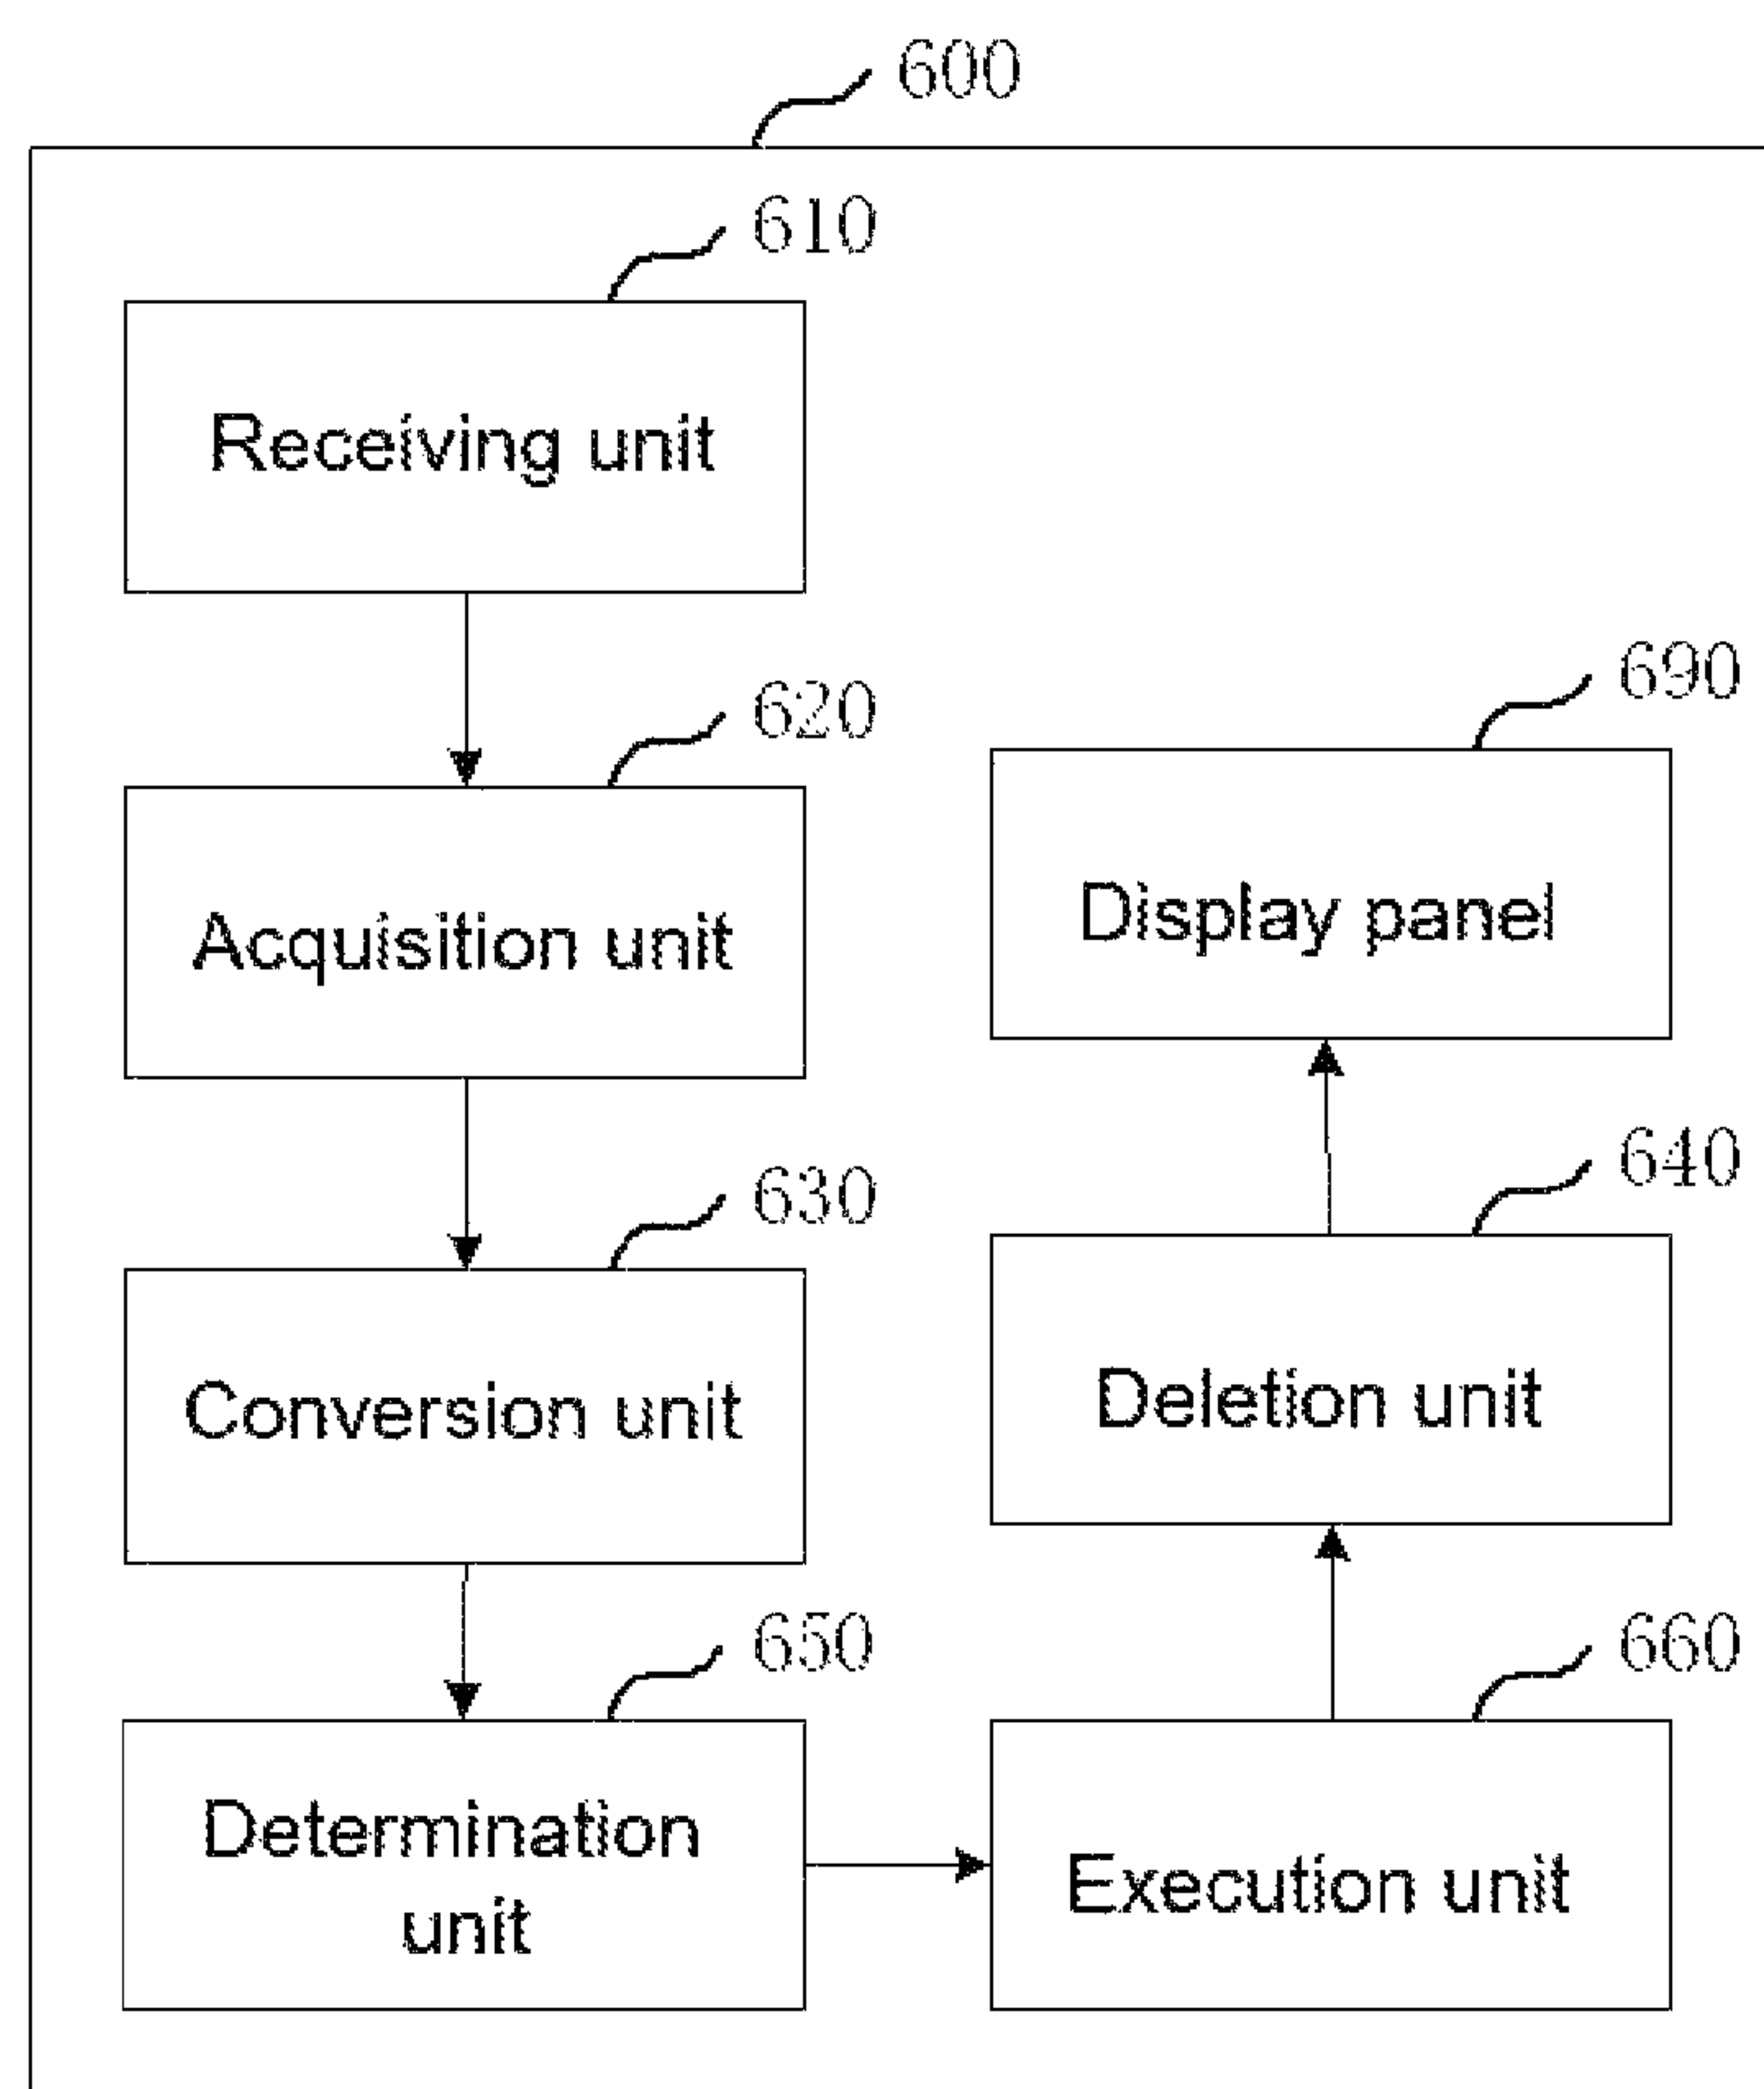 600
610
Receiving unit
620
Acquisition unit
630
Conversion unit
650
Determination
unit
690
Display panel
640
Deletion unit
660
Execution unit